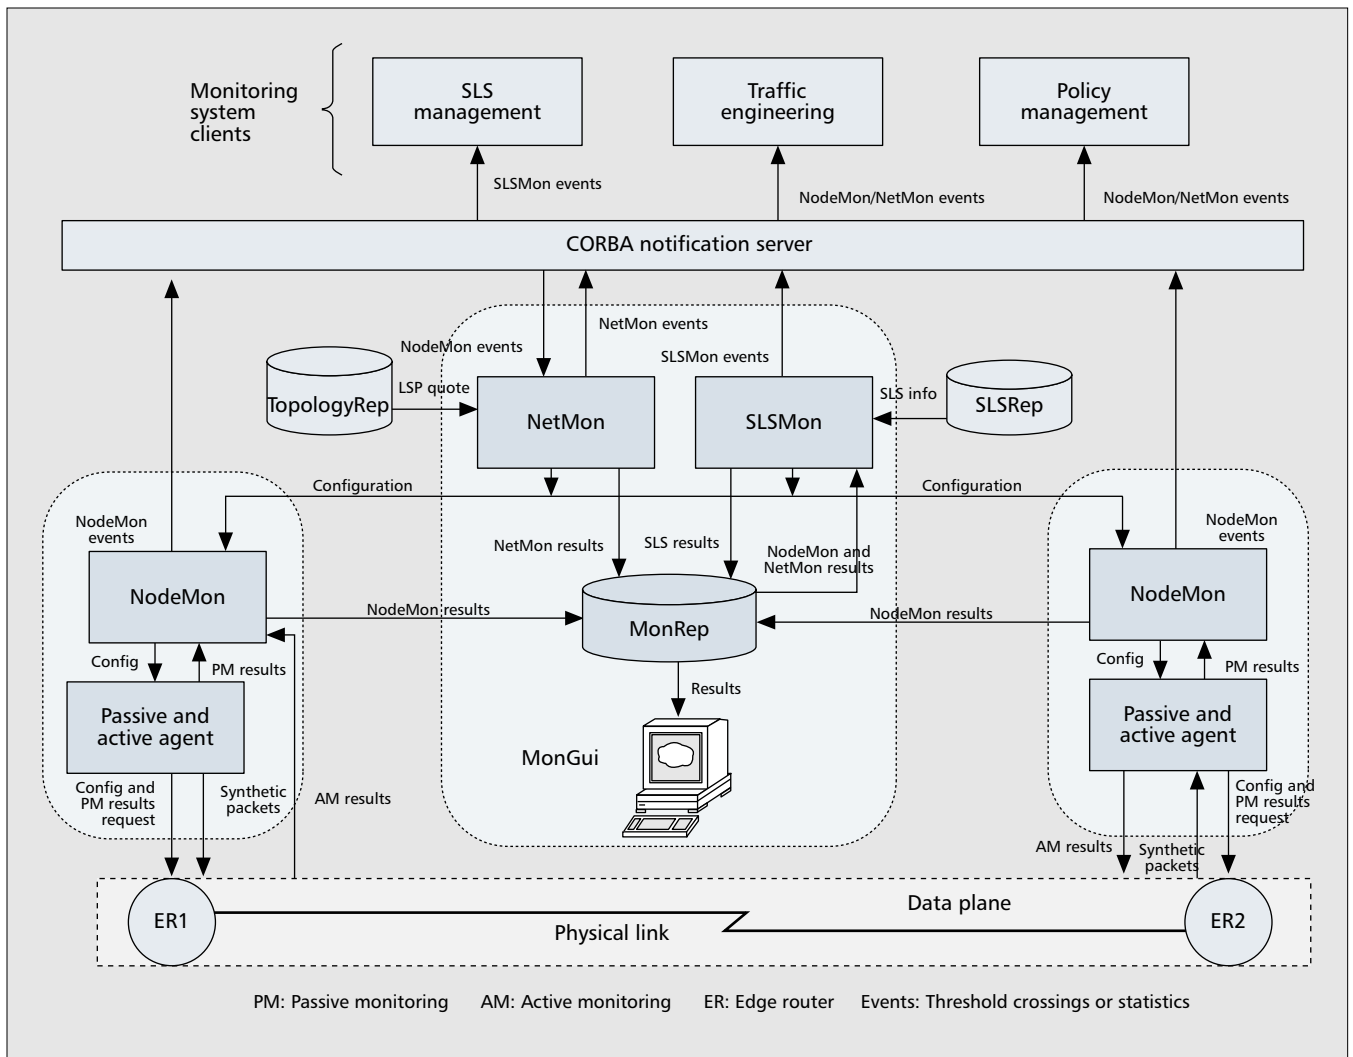 Monitoring
system
clients
SLS
management
Traffic
engineering
Policy
management
SLSMon events
NodeMon/NetMon events
NodeMon/NetMon events
CORBA notification server
NetMon events
NodeMon events
SLSMon events
TopologyRep
LSP quote
NetMon
SLSMon
SLS info
SLSRep
Configuration
Configuration
NodeMon
events
NodeMon
events
NetMon results
SLS results
NodeMon and
NetMon results
NodeMon
NodeMon results
MonRep
NodeMon results
NodeMon
Config
PM results
Config
PM results
Results
Passive and
active agent
Passive and
active agent
MonGui
Config and
PM results
request
Synthetic
packets
AM results
Config and
PM results
request
AM results
Synthetic
packets
ER1
Physical link
Data plane
ER2
PM: Passive monitoring AM: Active monitoring ER: Edge router Events: Threshold crossings or statistics